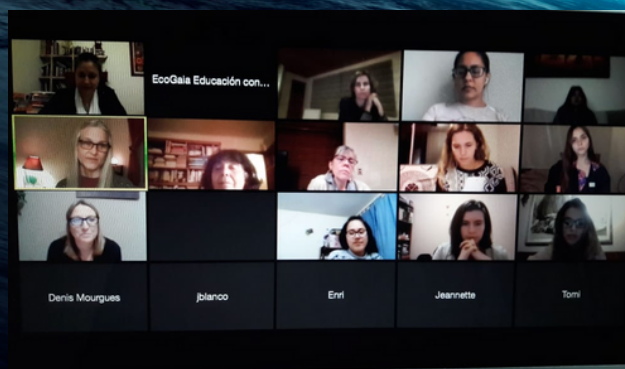 EcoGaia Educación con...
Denis Mourgues
jblanco
Enri
Jeannette
Tomi